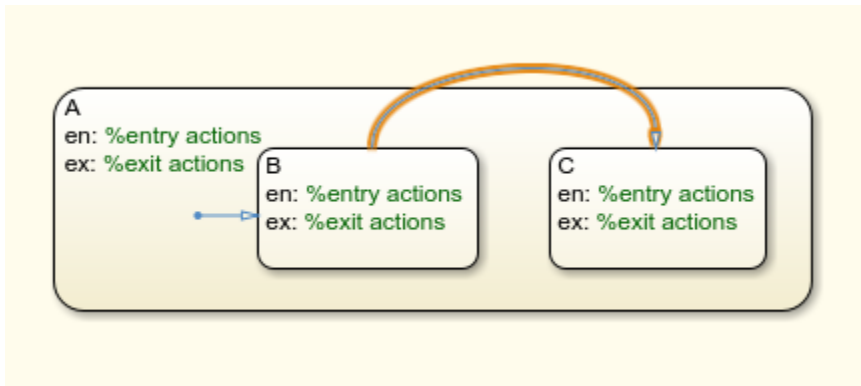 A
en: %entry actions
ex: %exit actions
B
en: %entry actions
ex: %exit actions
C
en: %entry actions
ex: %exit actions